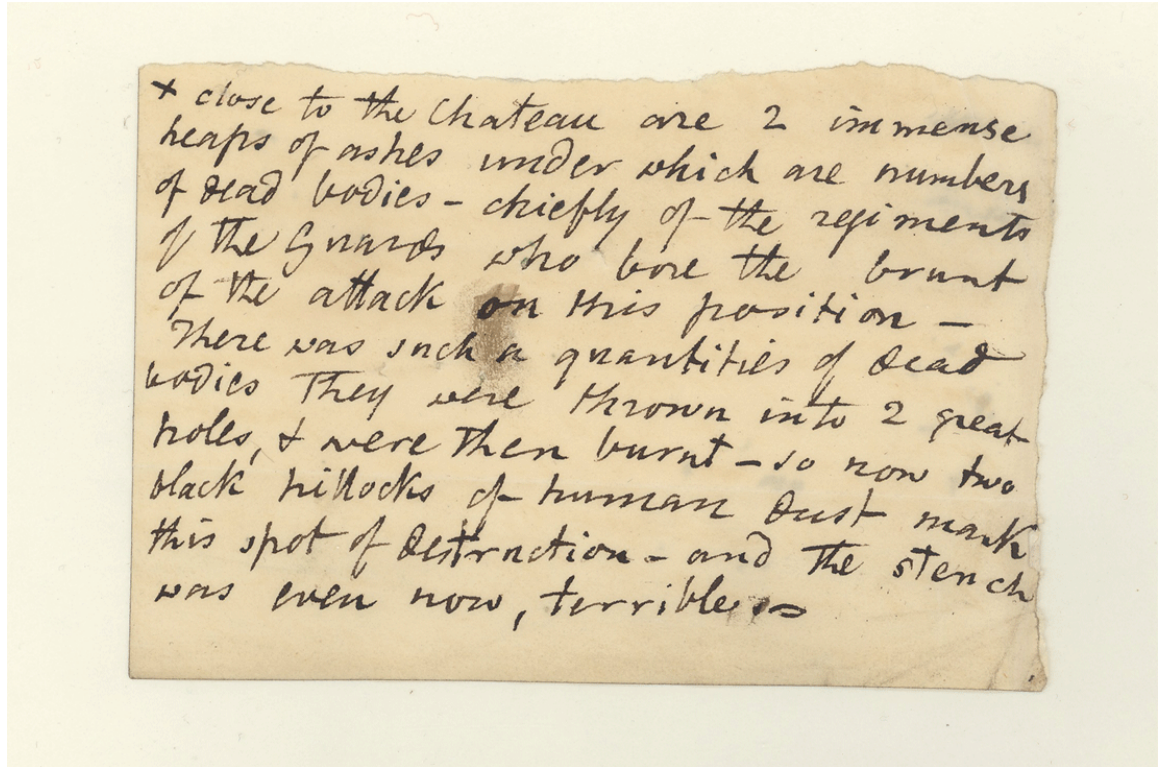 + close to the Chateau are 2 immense
heaps of ashes under which are numbers
of dead bodies - chiefly of the regiments
of the Guards who bore the brunt
of the attack on this position -
There was such a quantities of dead
bodies They were thrown into 2 great
holes, & were then burnt - so now two
black hillocks of human dust mark
this spot of destruction - and the stench
was even now, terrible